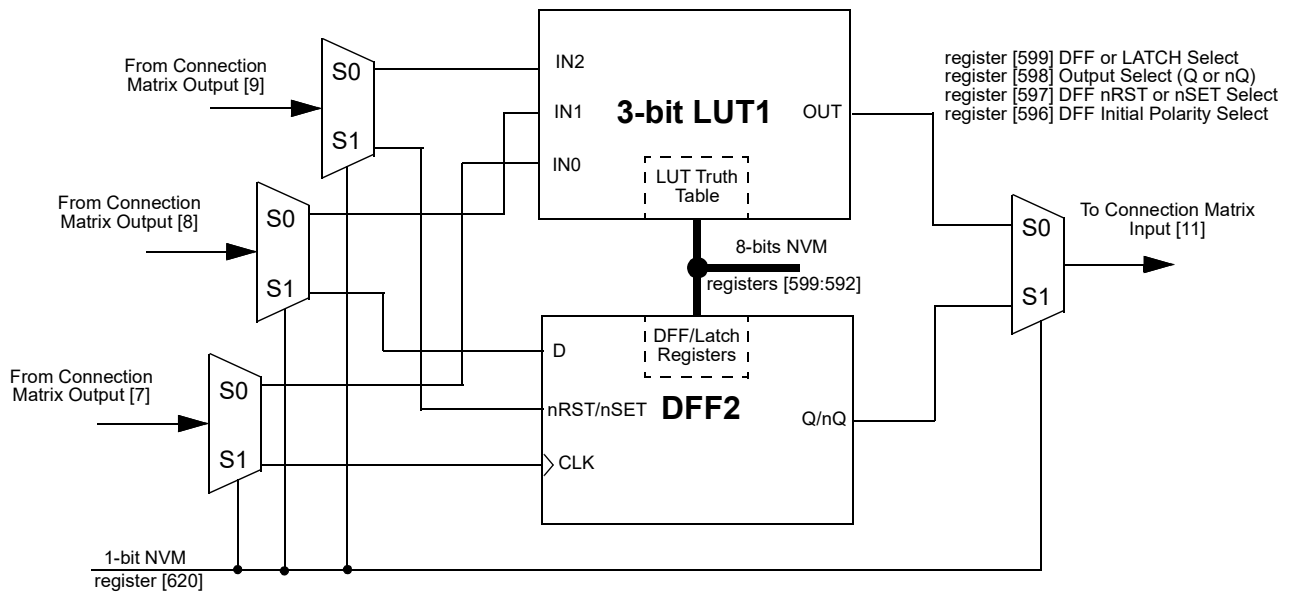 From Connection
Matrix Output [9]
S0
S1
IN2
IN1
IN0
3-bit LUT1
OUT
LUT Truth
Table
register [599] DFF or LATCH Select
register [598] Output Select (Q or nQ)
register [597] DFF nRST or nSET Select
register [596] DFF Initial Polarity Select
From Connection
Matrix Output [8]
S0
S1
8-bits NVM
registers [599:592]
S0
S1
To Connection Matrix
Input [11]
From Connection
Matrix Output [7]
S0
S1
DFF/Latch
Registers
D
nRST/nSET
DFF2
Q/nQ
CLK
1-bit NVM
register [620]